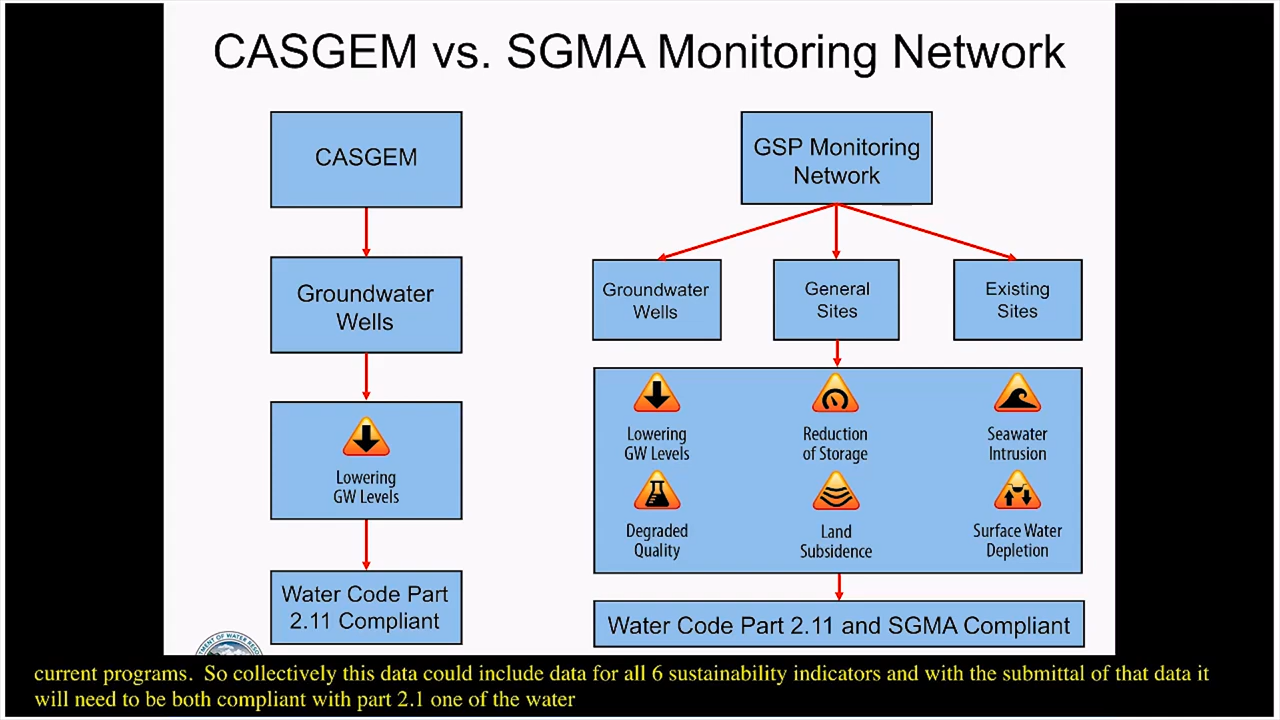 CASGEM vs. SGMA Monitoring Network
CASGEM
Groundwater
Wells
Lowering
GW Levels
Water Code Part
2.11 Compliant
GSP Monitoring
Network
Groundwater
Wells
General
Sites
Existing
Sites
Lowering
GW Levels
Reduction
of Storage
Seawater
Intrusion
Degraded
Quality
Land
Subsidence
Surface Water
Depletion
Water Code Part 2.11 and SGMA Compliant
current programs.  So collectively this data could include data for all 6 sustainability indicators and with the submittal of that data it
will need to be both compliant with part 2.1 one of the water